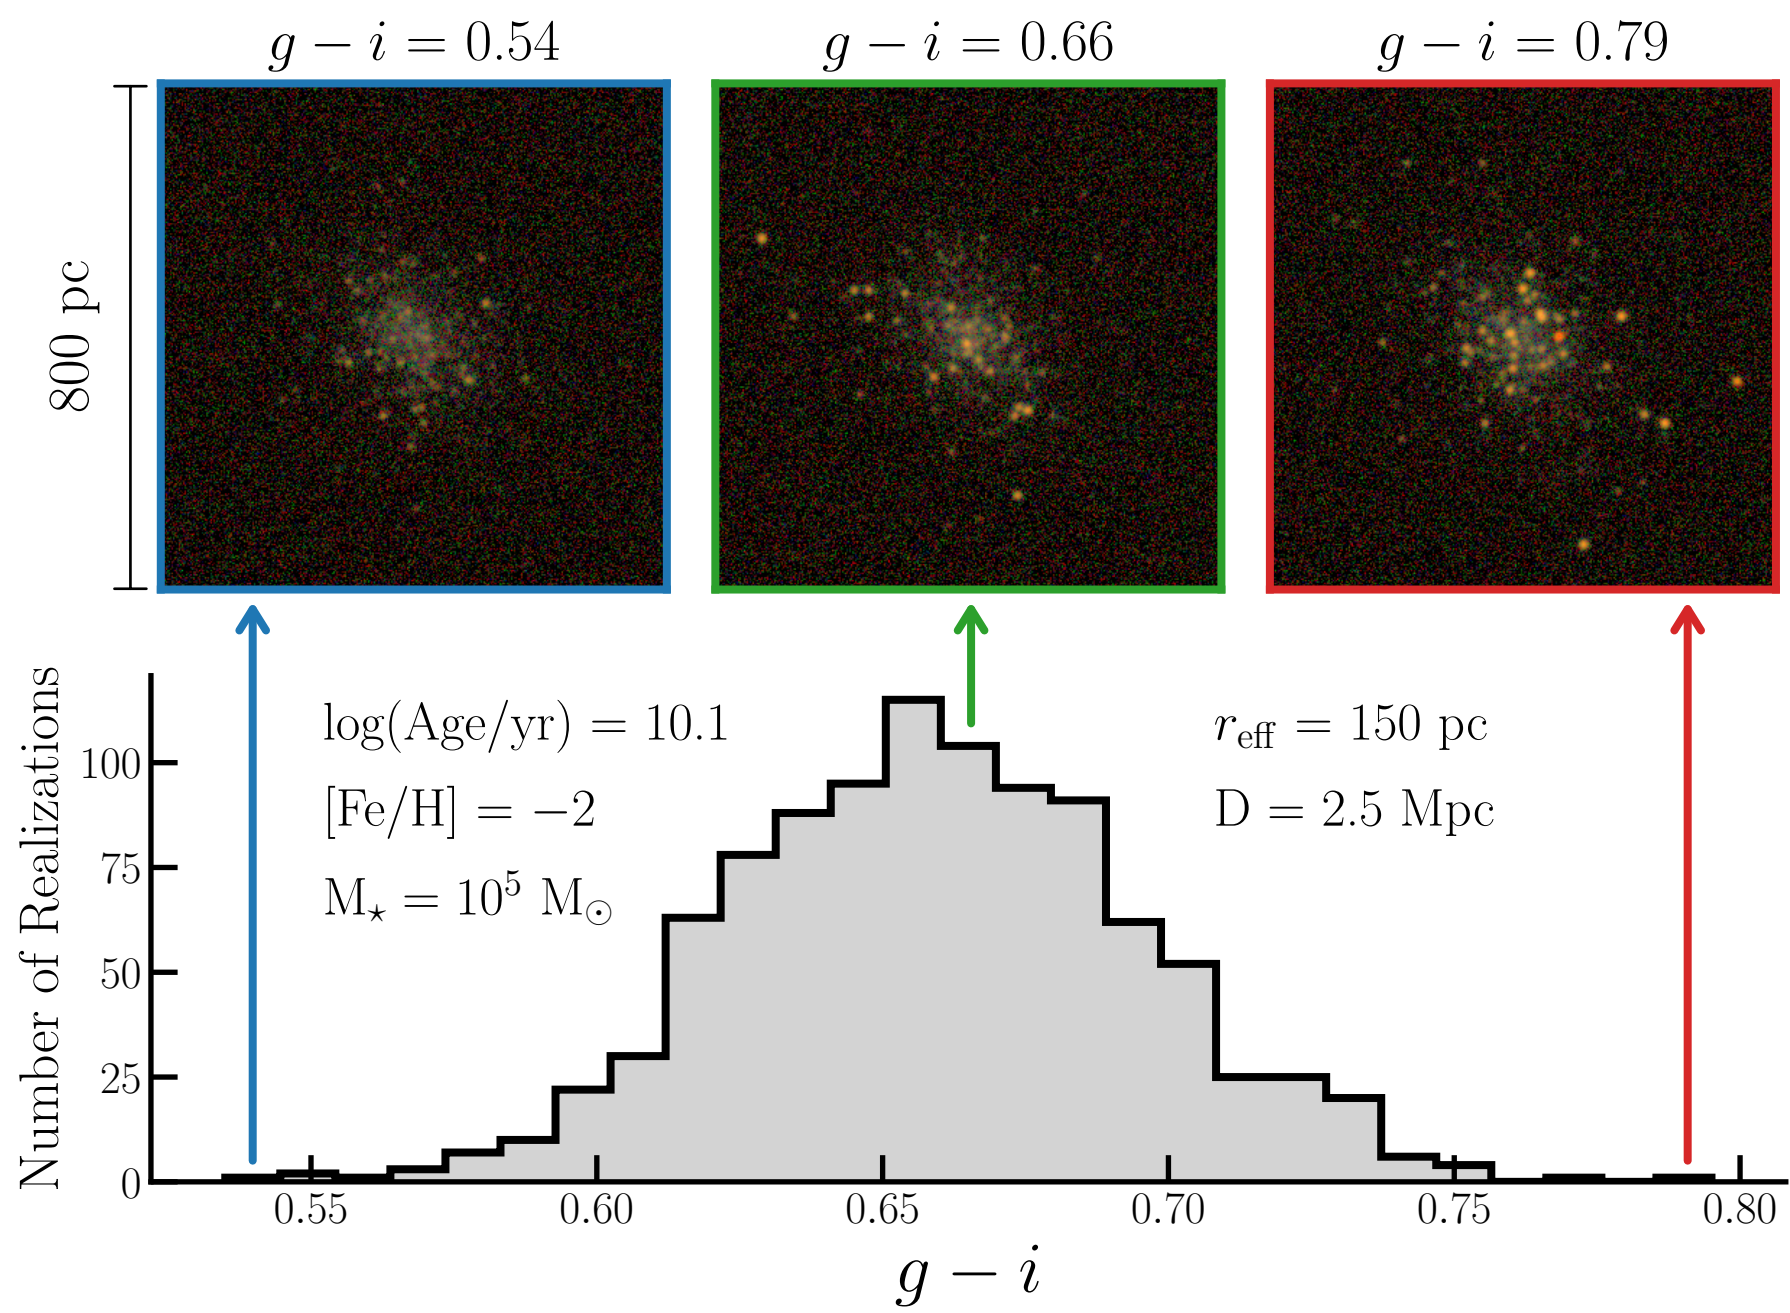 g − i = 0.54
g − i = 0.66
g − i = 0.79
800 pc
log(Age/yr) = 10.1
[Fe/H] = −2
M⋆ = 10⁵ M⊙
r_eff = 150 pc
D = 2.5 Mpc
Number of Realizations
100
75
50
25
0
0.55 0.60 0.65 0.70 0.75 0.80
g − i